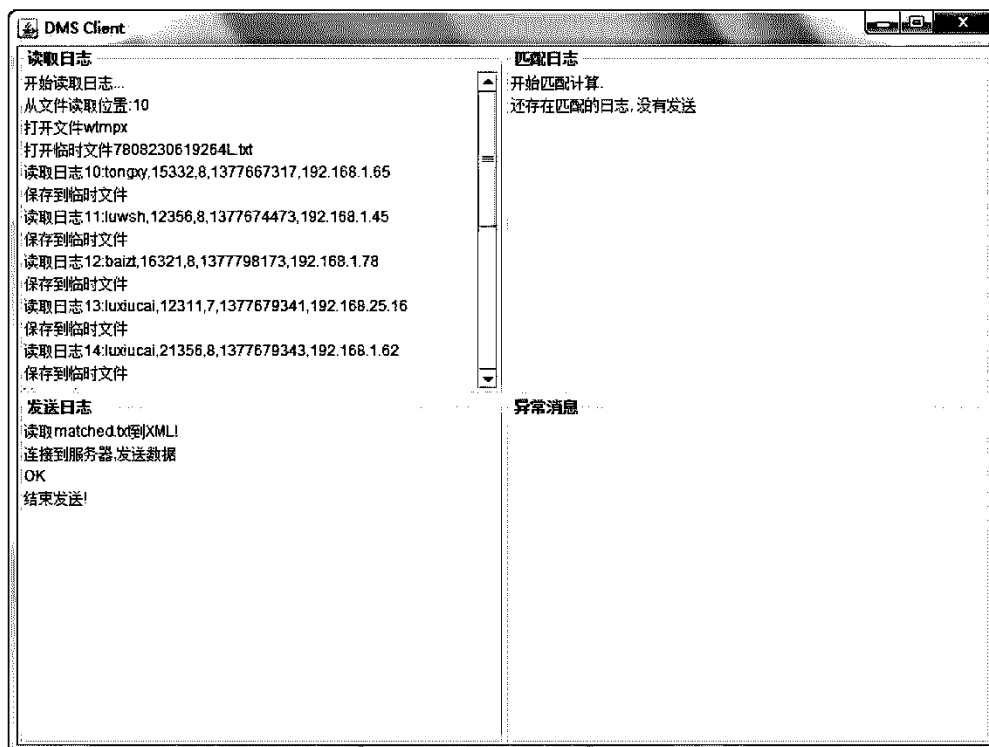 DMS Client
读取日志
开始读取日志...
从文件读取位置:10
打开文件wtmpx
打开临时文件7808230619264L.txt
读取日志10:tongxy,15332,8,1377667317,192.168.1.65
保存到临时文件
读取日志11:luwsh,12356,8,1377674473,192.168.1.45
保存到临时文件
读取日志12:baizt,16321,8,1377798173,192.168.1.78
保存到临时文件
读取日志13:luxiucai,12311,7,1377679341,192.168.25.16
保存到临时文件
读取日志14:luxiucai,21356,8,1377679343,192.168.1.62
保存到临时文件
匹配日志
开始匹配计算.
还存在匹配的日志,没有发送
发送日志
读取matched.txt到XML!
连接到服务器,发送数据
OK
结束发送!
异常消息